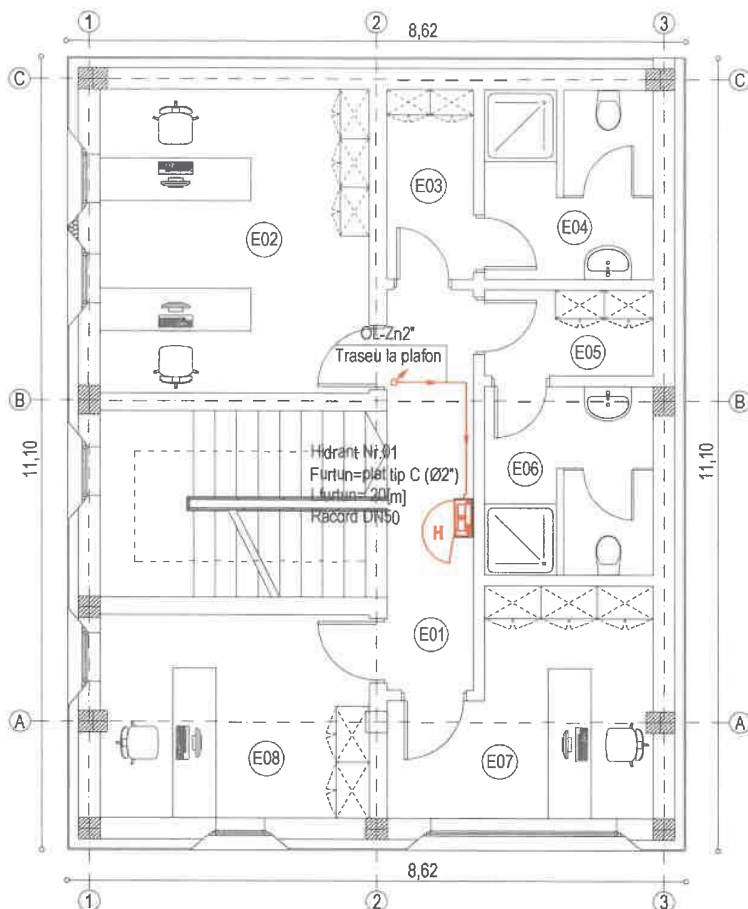 1
2
3
8,62
C
C
E03
E04
E02
E05
OL-Zn2"
Traseu la plafon
B
B
11,10
11,10
Hidrant Nr.01
Furtun=plat tip C (Ø2")
Lfurtun= 20[m]
Racord DN50
E06
H
H
E01
A
A
E08
E07
8,62
1
2
3